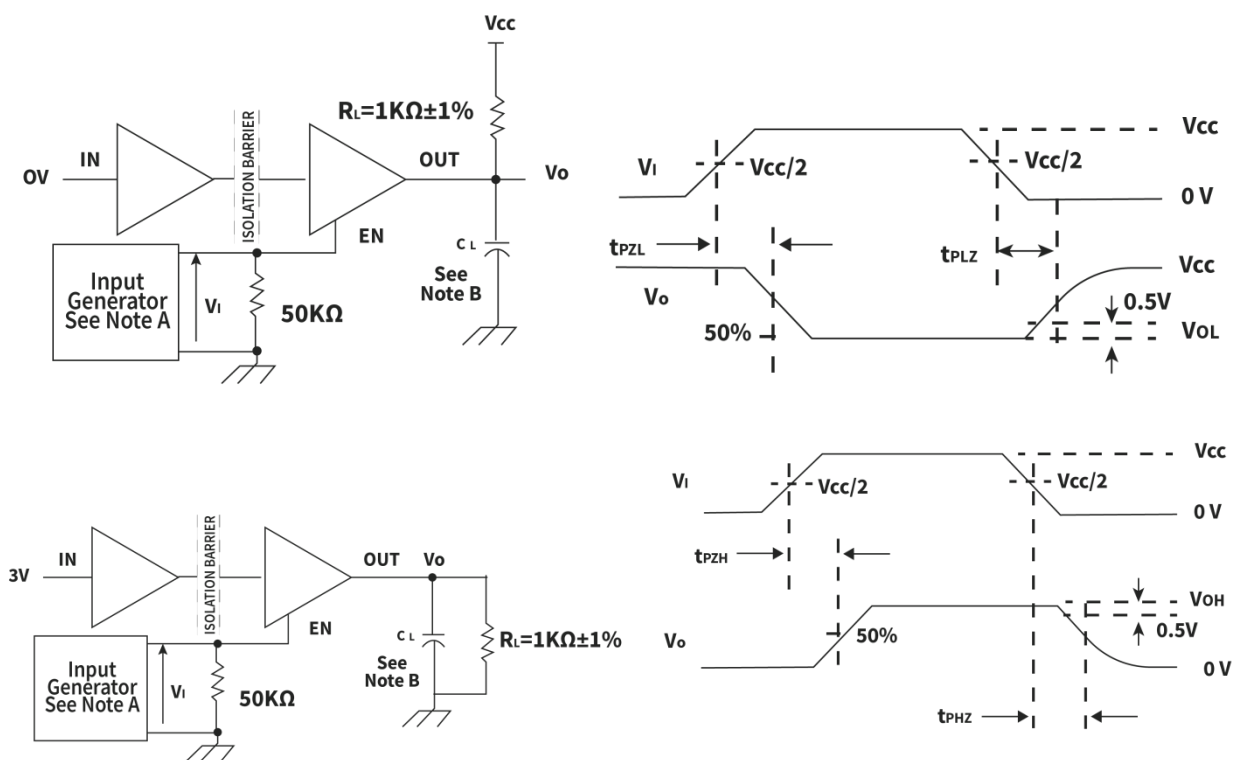 Vcc
RL=1KΩ±1%
ISOLATION BARRIER
IN
OUT
0V
Vo
EN
CL
See
Note B
Input
Generator
See Note A
VI
50KΩ
Vcc
VI
Vcc/2
Vcc/2
0 V
tPZL
tPLZ
Vcc
Vo
0.5V
50%
VOL
ISOLATION BARRIER
IN
OUT
Vo
3V
EN
CL
RL=1KΩ±1%
See
Note B
Input
Generator
See Note A
VI
50KΩ
Vcc
VI
Vcc/2
Vcc/2
0 V
tPZH
VOH
0.5V
Vo
50%
0 V
tPHZ